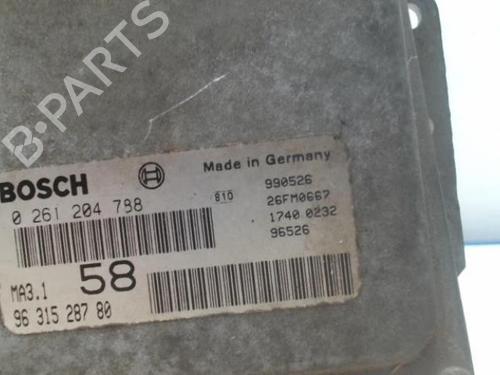 B-PARTS
BOSCH
Made in Germany
0 261 204 798
810
990526
26FM0667
1740 0232
96526
MA3.1
58
96 315 287 80